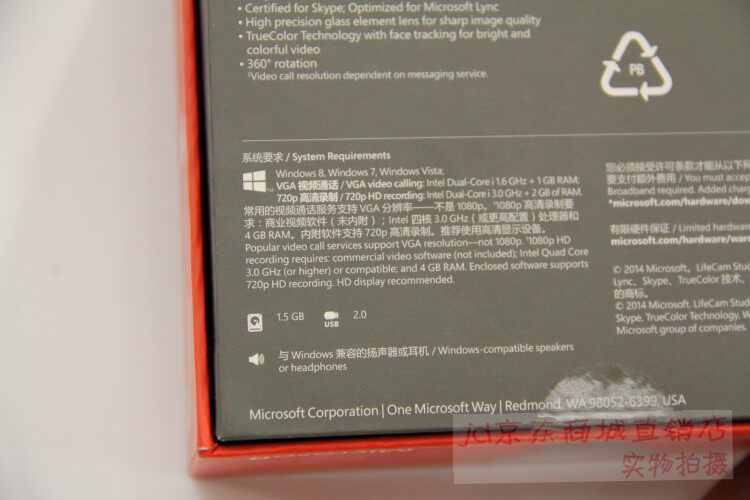 • Certified for Skype; Optimized for Microsoft Lync
• High precision glass element lens for sharp image quality
• TrueColor Technology with face tracking for bright and
colorful video
• 360° rotation
²Video call resolution dependent on messaging service.
PB
系统要求 / System Requirements
Windows 8, Windows 7, Windows Vista;
VGA 视频通话 / VGA video calling: Intel Dual-Core i 1.6 GHz + 1 GB RAM;
720p 高清录制 / 720p HD recording: Intel Dual-Core i 3.0 GHz + 2 GB of RAM.
常用的视频通话服务支持 VGA 分辨率——不是 1080p。¹1080p 高清录制要
求：商业视频软件（未内附）；Intel 四核 3.0 GHz（或更高配置）处理器和
4 GB RAM。内附软件支持 720p 高清录制。推荐使用高清显示设备。
Popular video call services support VGA resolution—not 1080p. ¹1080p HD
recording requires: commercial video software (not included); Intel Quad Core
3.0 GHz (or higher) or compatible; and 4 GB RAM. Enclosed software supports
720p HD recording. HD display recommended.
1.5 GB
USB
2.0
与 Windows 兼容的扬声器或耳机 / Windows-compatible speakers
or headphones
您必须接受许可条款才能从以下网
要支付额外费用 / You must accep
Broadband required. Added char
*microsoft.com/hardware/dow
有限硬件保证 / Limited hardwar
microsoft.com/hardware/war
© 2014 Microsoft。LifeCam Stud
Lync、Skype、TrueColor 技术、
的商标。
© 2014 Microsoft. LifeCam Stud
Skype, TrueColor Technology, W
Microsoft group of companies.
Microsoft Corporation | One Microsoft Way | Redmond, WA 98052-6399, USA
jd京东商城直销店
实物拍摄
Microsoft